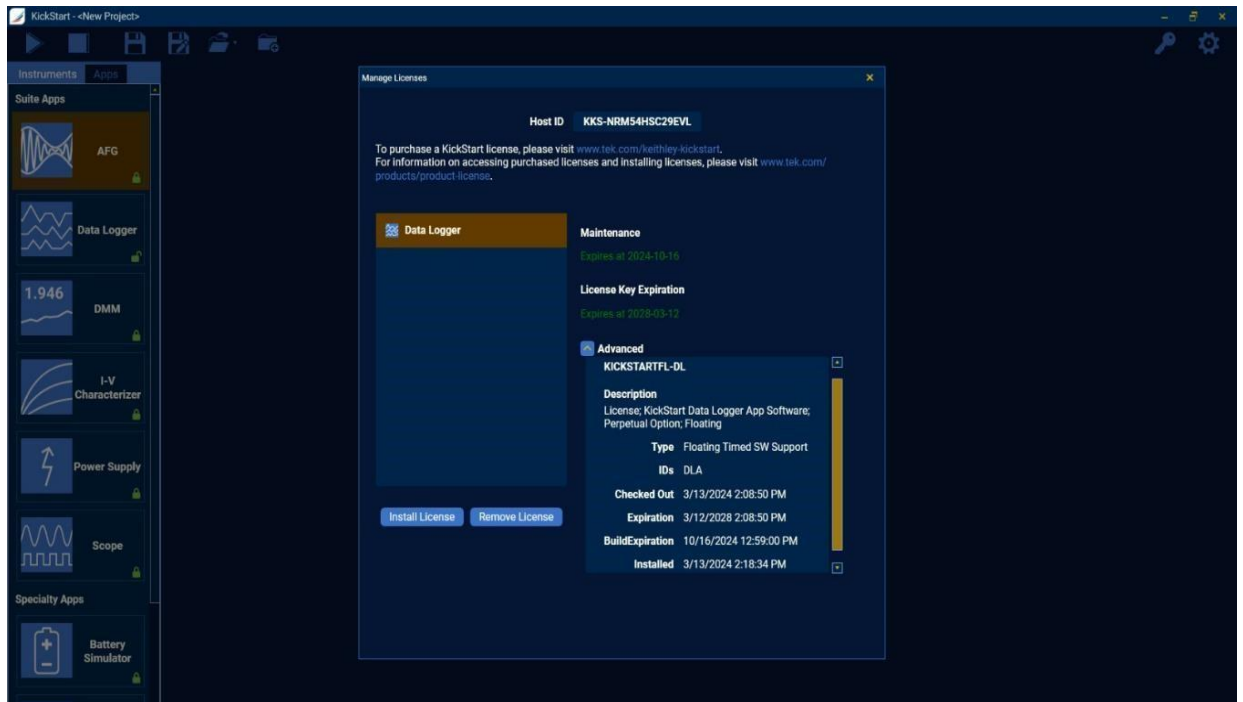 KickStart - <New Project>
Instruments Apps
Suite Apps
AFG
Data Logger
1.946
DMM
I-V
Characterizer
Power Supply
Scope
Specialty Apps
Battery
Simulator
Manage Licenses
Host ID KKS-NRM54HSC29EVL
To purchase a KickStart license, please visit www.tek.com/keithley-kickstart.
For information on accessing purchased licenses and installing licenses, please visit www.tek.com/
products/product-license.
Data Logger
Install License Remove License
Maintenance
Expires at 2024-10-16
License Key Expiration
Expires at 2028-03-12
Advanced
KICKSTARTFL-DL
Description
License; KickStart Data Logger App Software;
Perpetual Option; Floating
Type Floating Timed SW Support
IDs DLA
Checked Out 3/13/2024 2:08:50 PM
Expiration 3/12/2028 2:08:50 PM
BuildExpiration 10/16/2024 12:59:00 PM
Installed 3/13/2024 2:18:34 PM